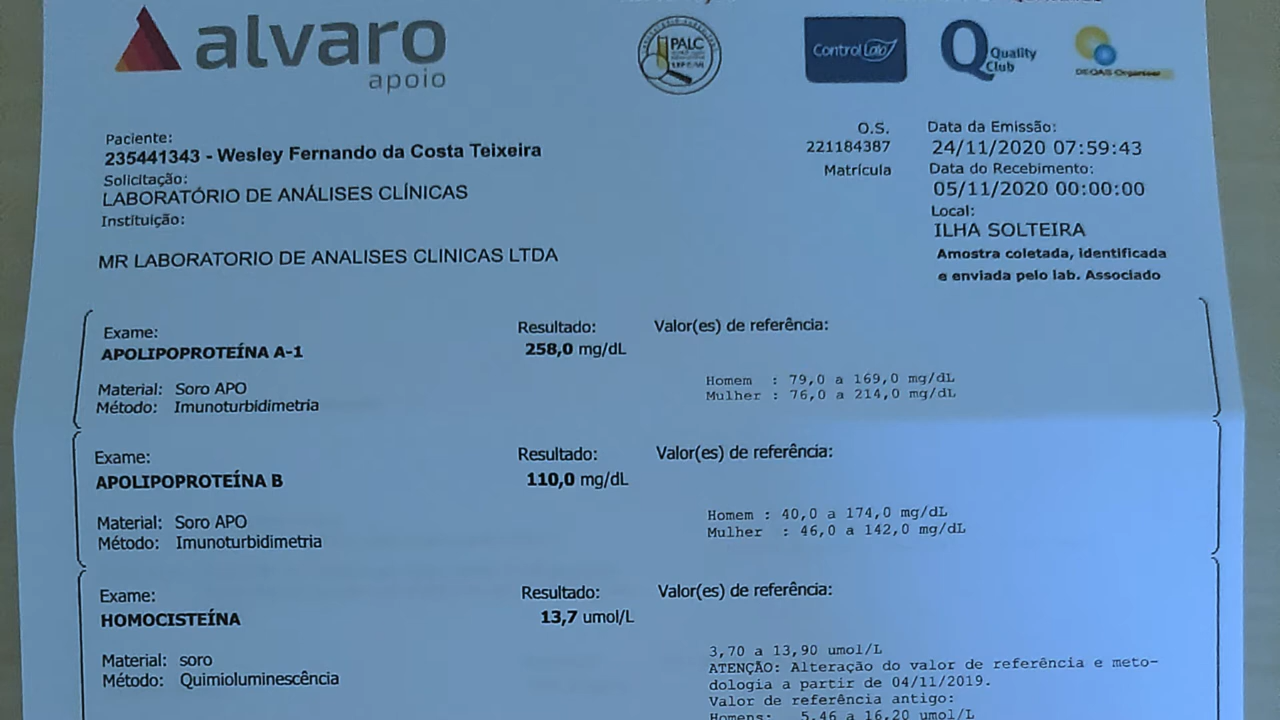 alvaro
apoio
PALC
ControlLab
Q Quality
Club
Paciente:
235441343 - Wesley Fernando da Costa Teixeira
Solicitação:
LABORATÓRIO DE ANÁLISES CLÍNICAS
Instituição:
MR LABORATORIO DE ANALISES CLINICAS LTDA
O.S.
221184387
Matrícula
Data da Emissão:
24/11/2020 07:59:43
Data do Recebimento:
05/11/2020 00:00:00
Local:
ILHA SOLTEIRA
Amostra coletada, identificada
e enviada pelo lab. Associado
Exame: Resultado: Valor(es) de referência:
APOLIPOPROTEÍNA A-1 258,0 mg/dL
Homem : 79,0 a 169,0 mg/dL
Mulher : 76,0 a 214,0 mg/dL
Material: Soro APO
Método: Imunoturbidimetria
Exame: Resultado: Valor(es) de referência:
APOLIPOPROTEÍNA B 110,0 mg/dL
Homem : 40,0 a 174,0 mg/dL
Mulher : 46,0 a 142,0 mg/dL
Material: Soro APO
Método: Imunoturbidimetria
Exame: Resultado: Valor(es) de referência:
HOMOCISTEÍNA 13,7 umol/L
Material: soro
Método: Quimioluminescência
3,70 a 13,90 umol/L
ATENÇÃO: Alteração do valor de referência e meto-
dologia a partir de 04/11/2019.
Valor de referência antigo:
Homens: 5,46 a 16,20 umol/L